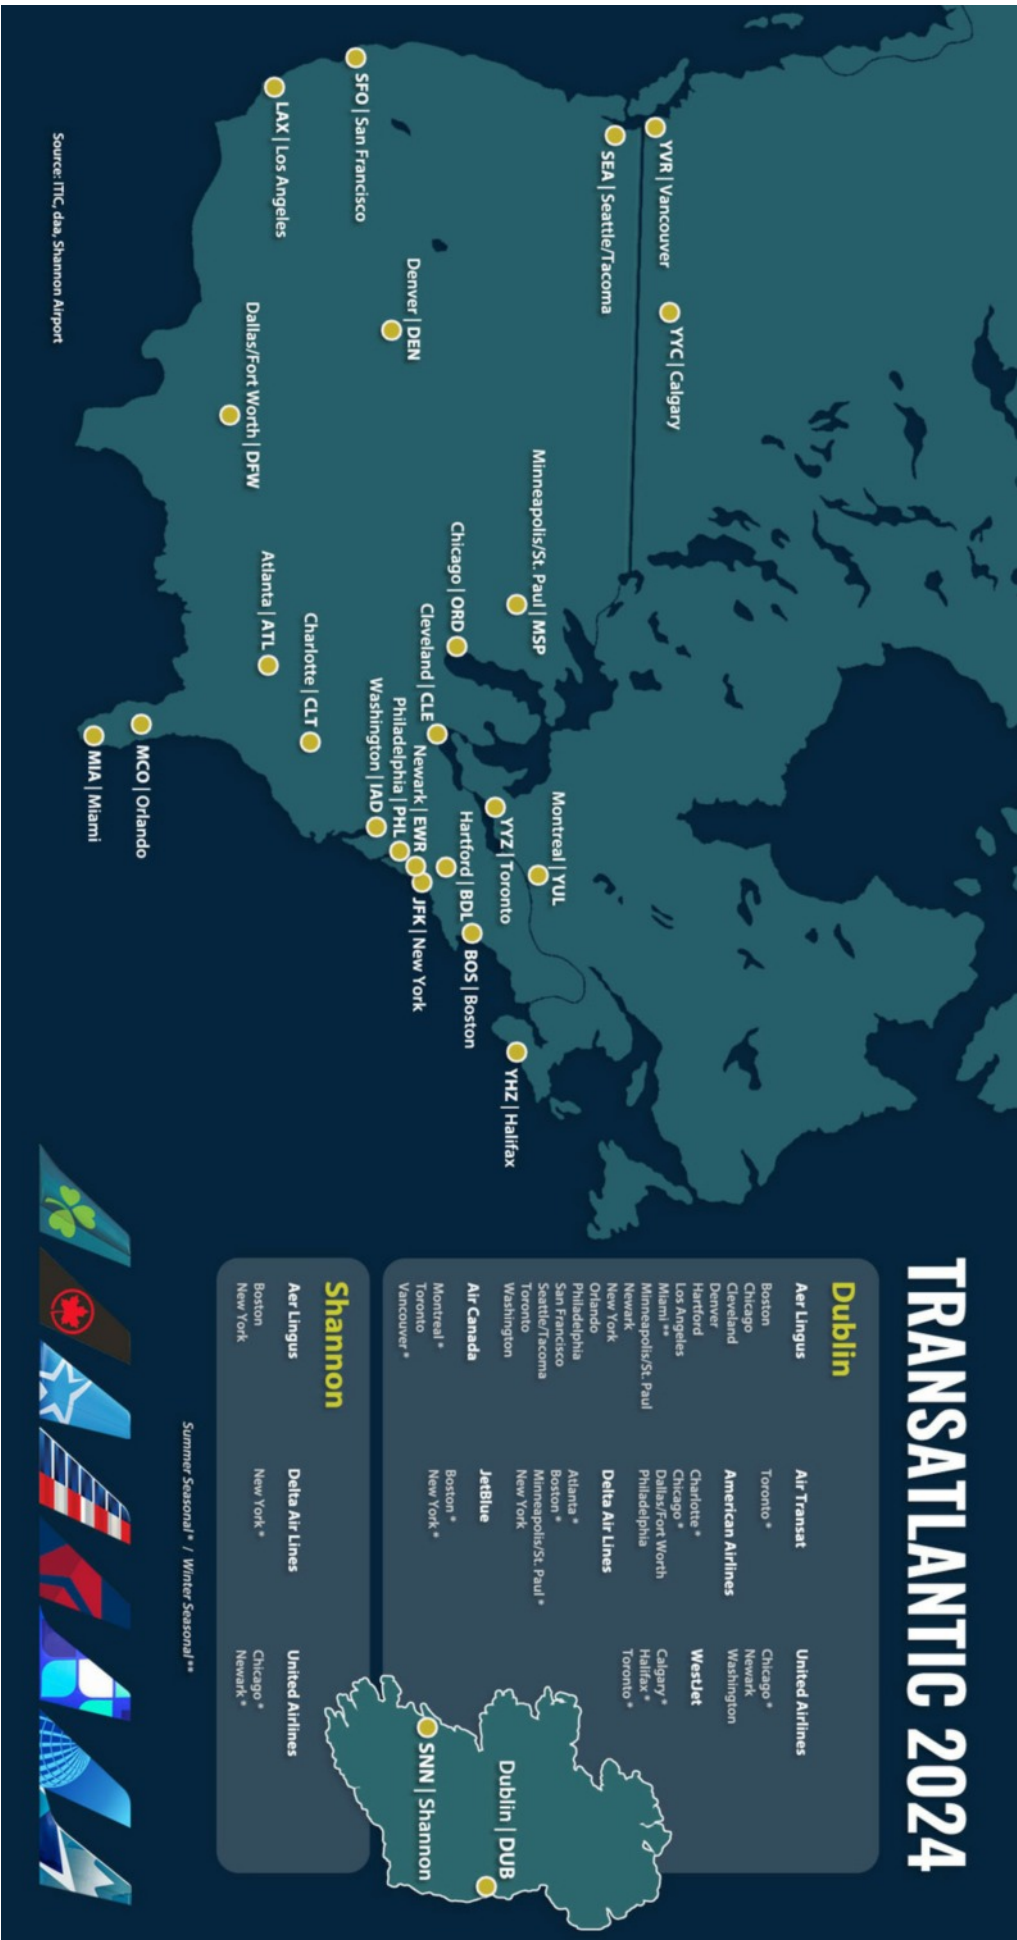 TRANSATLANTIC 2024
Dublin
Aer Lingus
Boston
Chicago
Cleveland
Denver
Hartford
Los Angeles
Miami **
Minneapolis/St. Paul
Newark
New York
Orlando
Philadelphia
San Francisco
Seattle/Tacoma
Toronto
Washington
Air Canada
Montreal *
Toronto
Vancouver *
Air Transat
Toronto *
American Airlines
Charlotte *
Chicago *
Dallas/Fort Worth
Philadelphia
Delta Air Lines
Atlanta *
Boston *
Minneapolis/St. Paul *
New York
JetBlue
Boston *
New York *
United Airlines
Chicago *
Newark
Washington
WestJet
Calgary *
Halifax *
Toronto *
Shannon
Aer Lingus
Boston
New York
Delta Air Lines
New York *
United Airlines
Chicago *
Newark *
Summer Seasonal * / Winter Seasonal **
Dublin | DUB
SNN | Shannon
YVR | Vancouver
YYC | Calgary
SEA | Seattle/Tacoma
SFO | San Francisco
LAX | Los Angeles
Denver | DEN
Dallas/Fort Worth | DFW
Minneapolis/St. Paul | MSP
Chicago | ORD
Cleveland | CLE
Atlanta | ATL
Charlotte | CLT
Washington | IAD
Philadelphia | PHL
Newark | EWR
JFK | New York
Hartford | BDL
BOS | Boston
YYZ | Toronto
Montreal | YUL
YHZ | Halifax
MCO | Orlando
MIA | Miami
Source: ITIC, daa, Shannon Airport